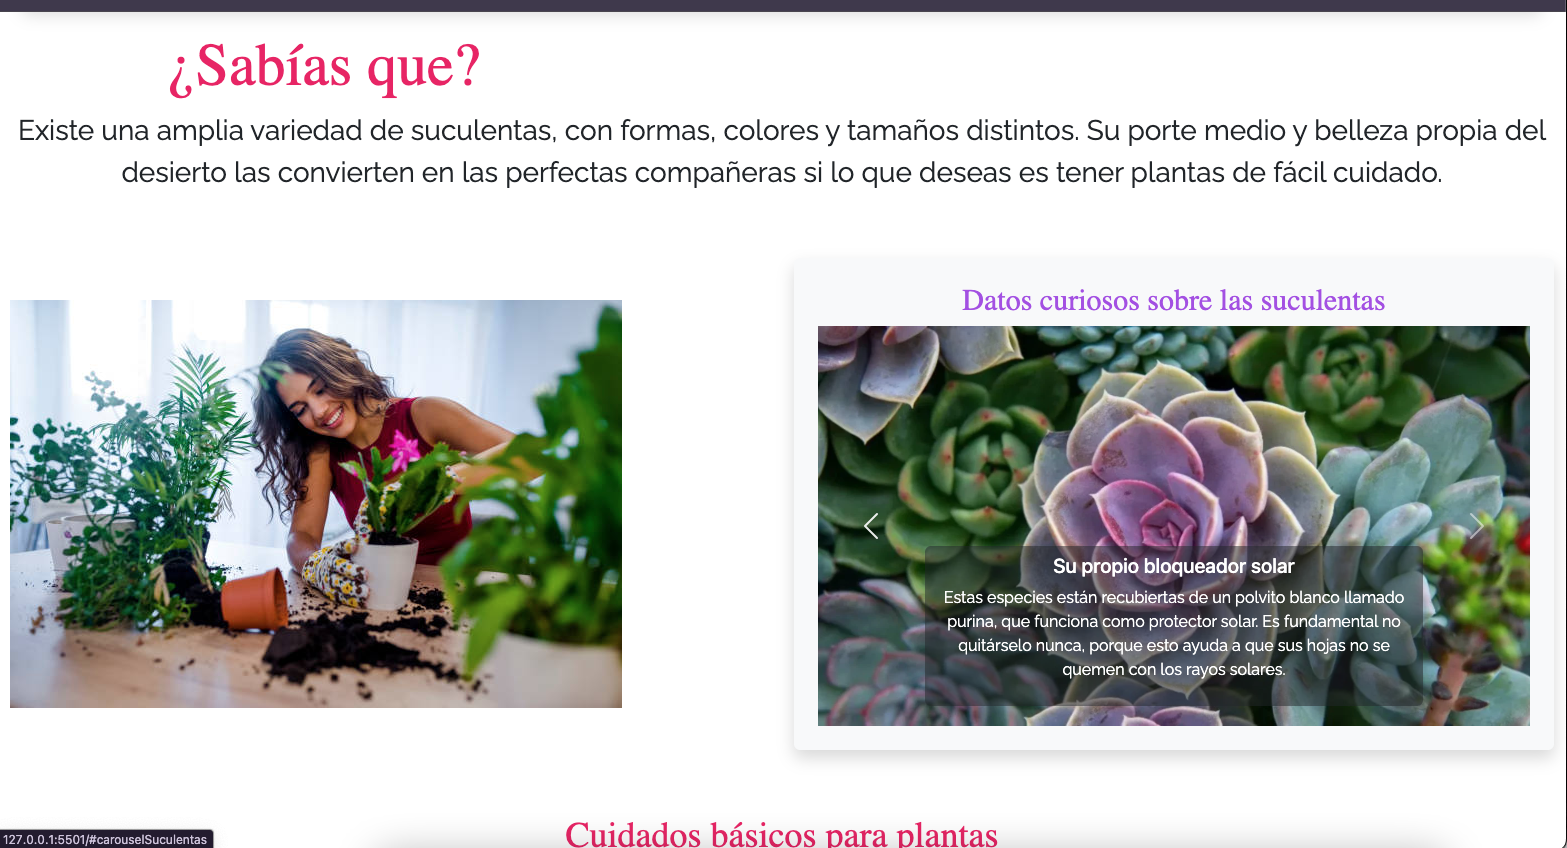 ¿Sabías que?
Existe una amplia variedad de suculentas, con formas, colores y tamaños distintos. Su porte medio y belleza propia del
desierto las convierten en las perfectas compañeras si lo que deseas es tener plantas de fácil cuidado.
Datos curiosos sobre las suculentas
Su propio bloqueador solar
Estas especies están recubiertas de un polvito blanco llamado
purina, que funciona como protector solar. Es fundamental no
quitárselo nunca, porque esto ayuda a que sus hojas no se
quemen con los rayos solares.
Cuidados básicos para plantas
127.0.0.1:5501/#carouselSuculentas